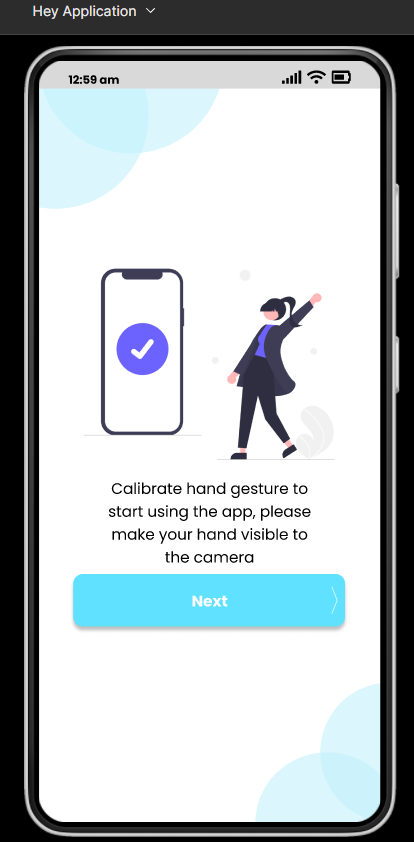 Hey Application
12:59 am
Calibrate hand gesture to
start using the app, please
make your hand visible to
the camera
Next